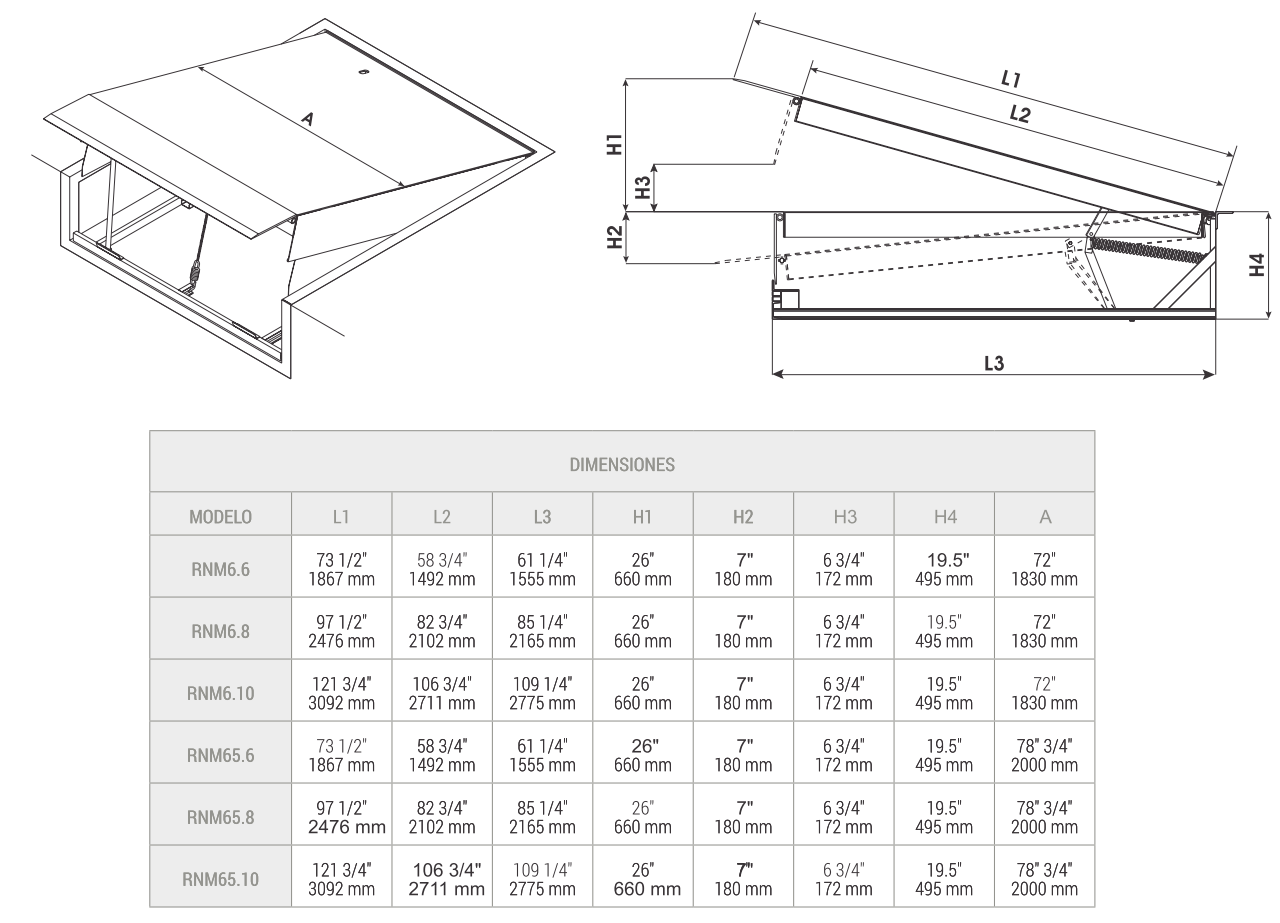 A
L1
L2
H1
H3
H2
H4
L3
DIMENSIONES
MODELO L1 L2 L3 H1 H2 H3 H4 A
73 1/2" 58 3/4" 61 1/4" 26" 7" 6 3/4" 19.5" 72"
RNM6.6
1867 mm 1492 mm 1555 mm 660 mm 180 mm 172 mm 495 mm 1830 mm
97 1/2" 82 3/4" 85 1/4" 26" 7" 6 3/4" 19.5" 72"
RNM6.8
2476 mm 2102 mm 2165 mm 660 mm 180 mm 172 mm 495 mm 1830 mm
121 3/4" 106 3/4" 109 1/4" 26" 7" 6 3/4" 19.5" 72"
RNM6.10
3092 mm 2711 mm 2775 mm 660 mm 180 mm 172 mm 495 mm 1830 mm
73 1/2" 58 3/4" 61 1/4" 26" 7" 6 3/4" 19.5" 78" 3/4"
RNM65.6
1867 mm 1492 mm 1555 mm 660 mm 180 mm 172 mm 495 mm 2000 mm
97 1/2" 82 3/4" 85 1/4" 26" 7" 6 3/4" 19.5" 78" 3/4"
RNM65.8
2476 mm 2102 mm 2165 mm 660 mm 180 mm 172 mm 495 mm 2000 mm
121 3/4" 106 3/4" 109 1/4" 26" 7" 6 3/4" 19.5" 78" 3/4"
RNM65.10
3092 mm 2711 mm 2775 mm 660 mm 180 mm 172 mm 495 mm 2000 mm